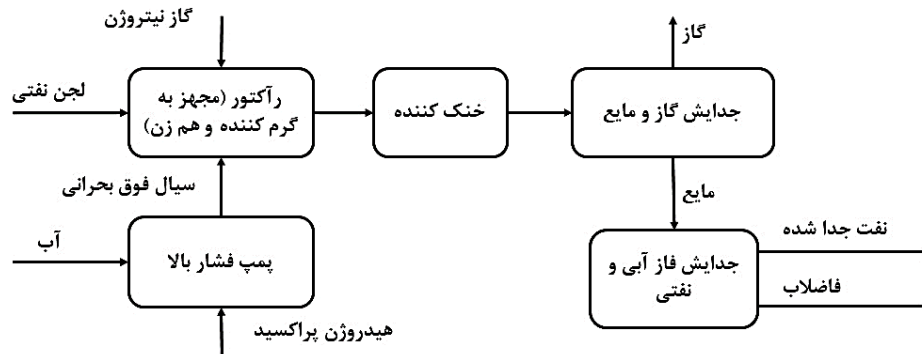 گاز نیتروژن
گاز
لجن نفتی
رآکتور (مجهز به
گرم کننده و هم زن)
خنک کننده
جدایش گاز و مایع
سیال فوق بحرانی
مایع
آب
پمپ فشار بالا
جدایش فاز آبی و
نفتی
نفت جدا شده
فاضلاب
هیدروژن پراکسید